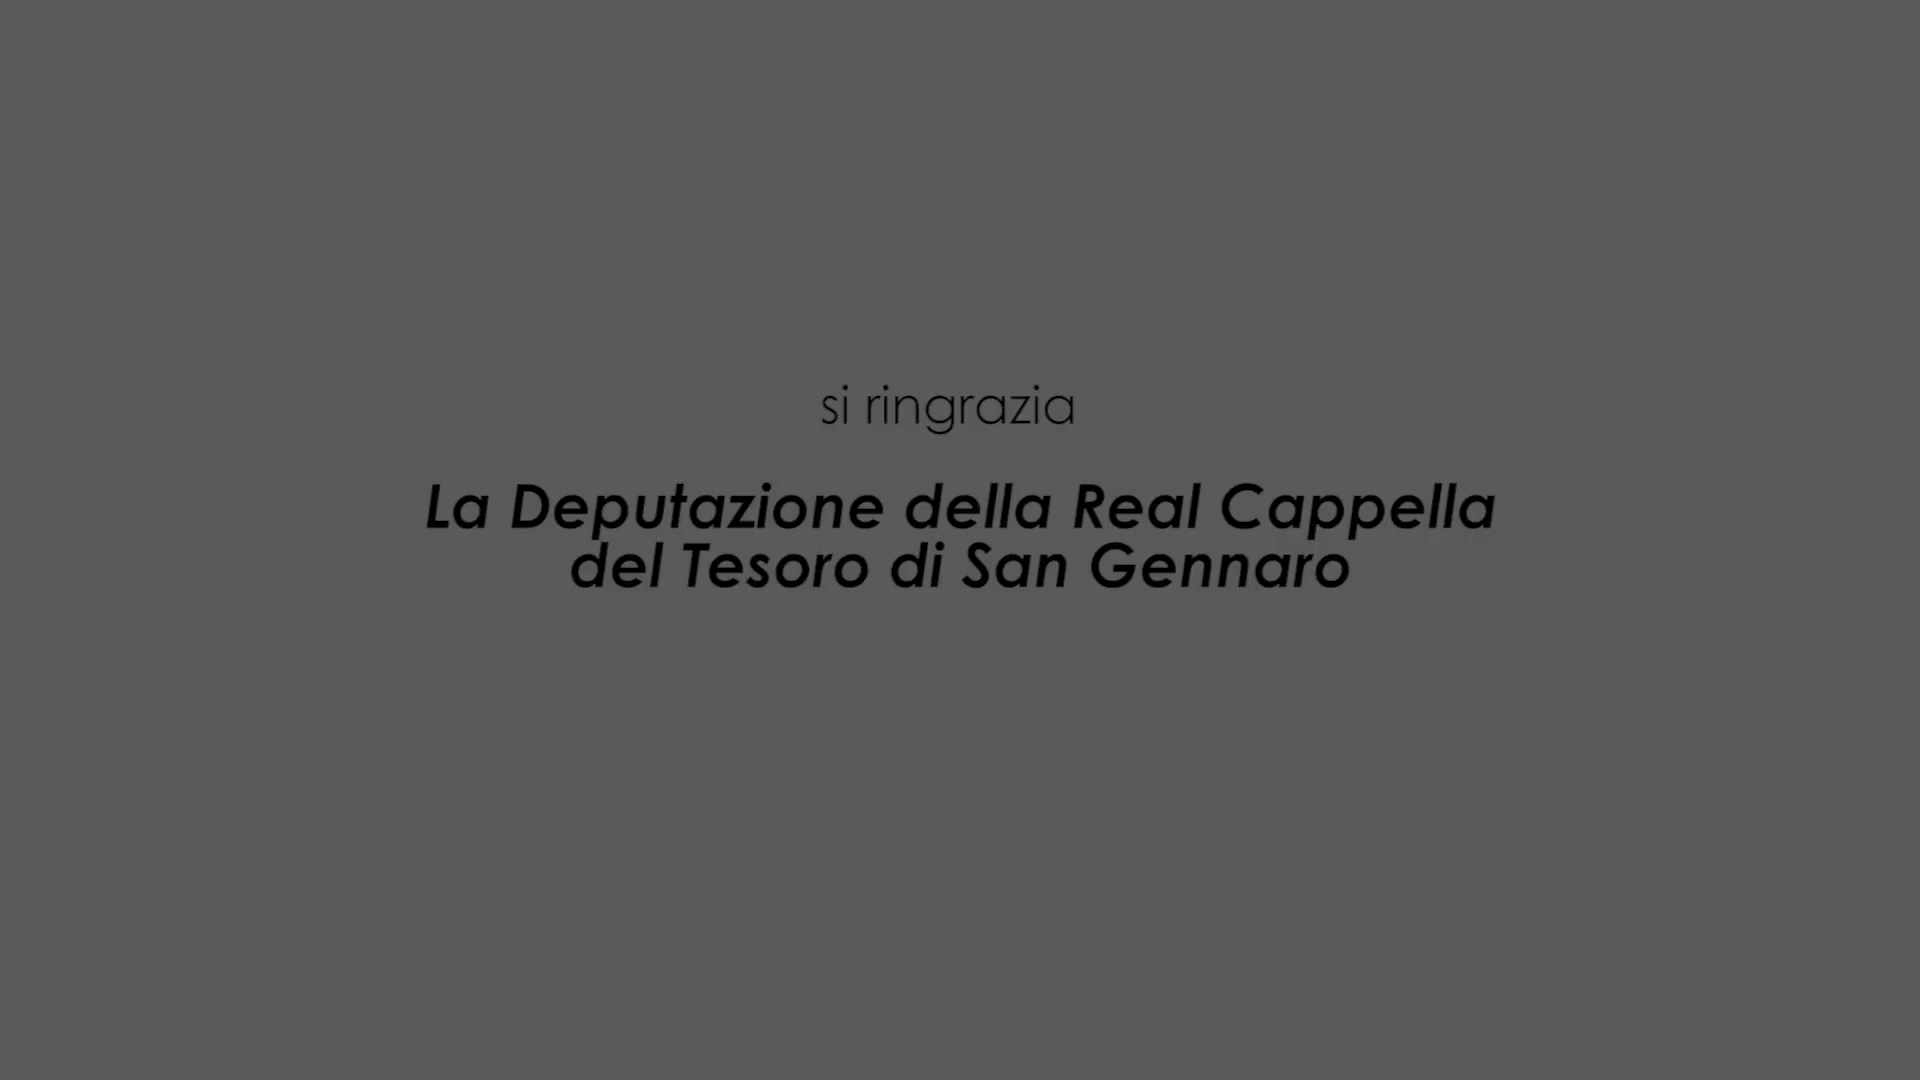 si ringrazia
La Deputazione della Real Cappella
del Tesoro di San Gennaro